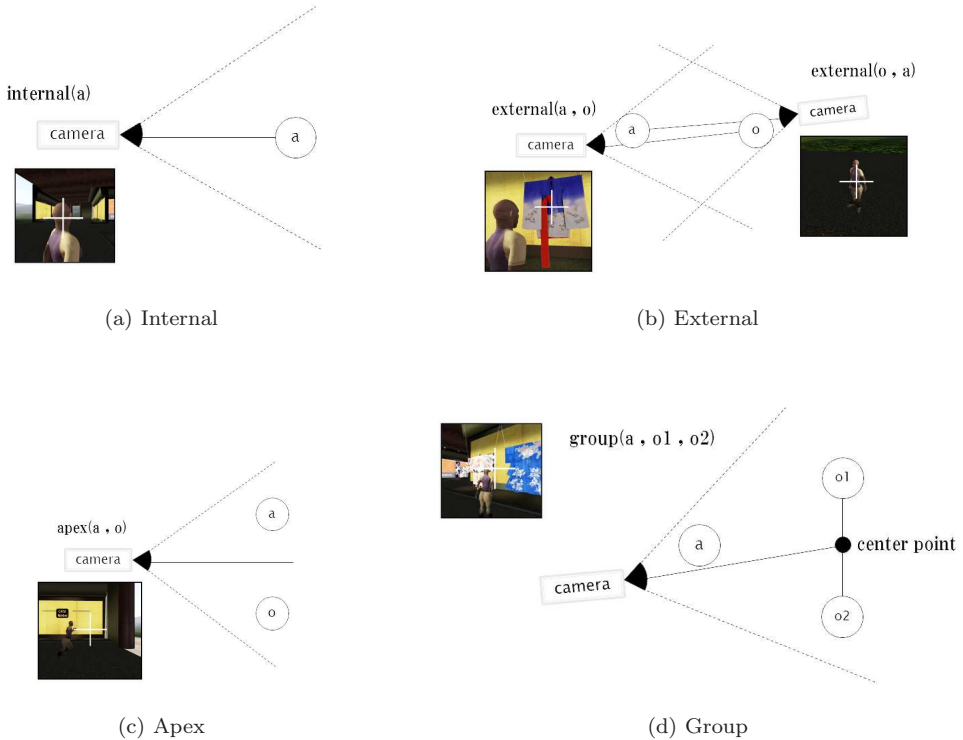 internal(a)
camera
a
(a) Internal
external(a , o)
external(o , a)
camera
a
o
camera
(b) External
apex(a , o)
camera
a
o
(c) Apex
group(a , o1 , o2)
camera
a
o1
center point
o2
(d) Group